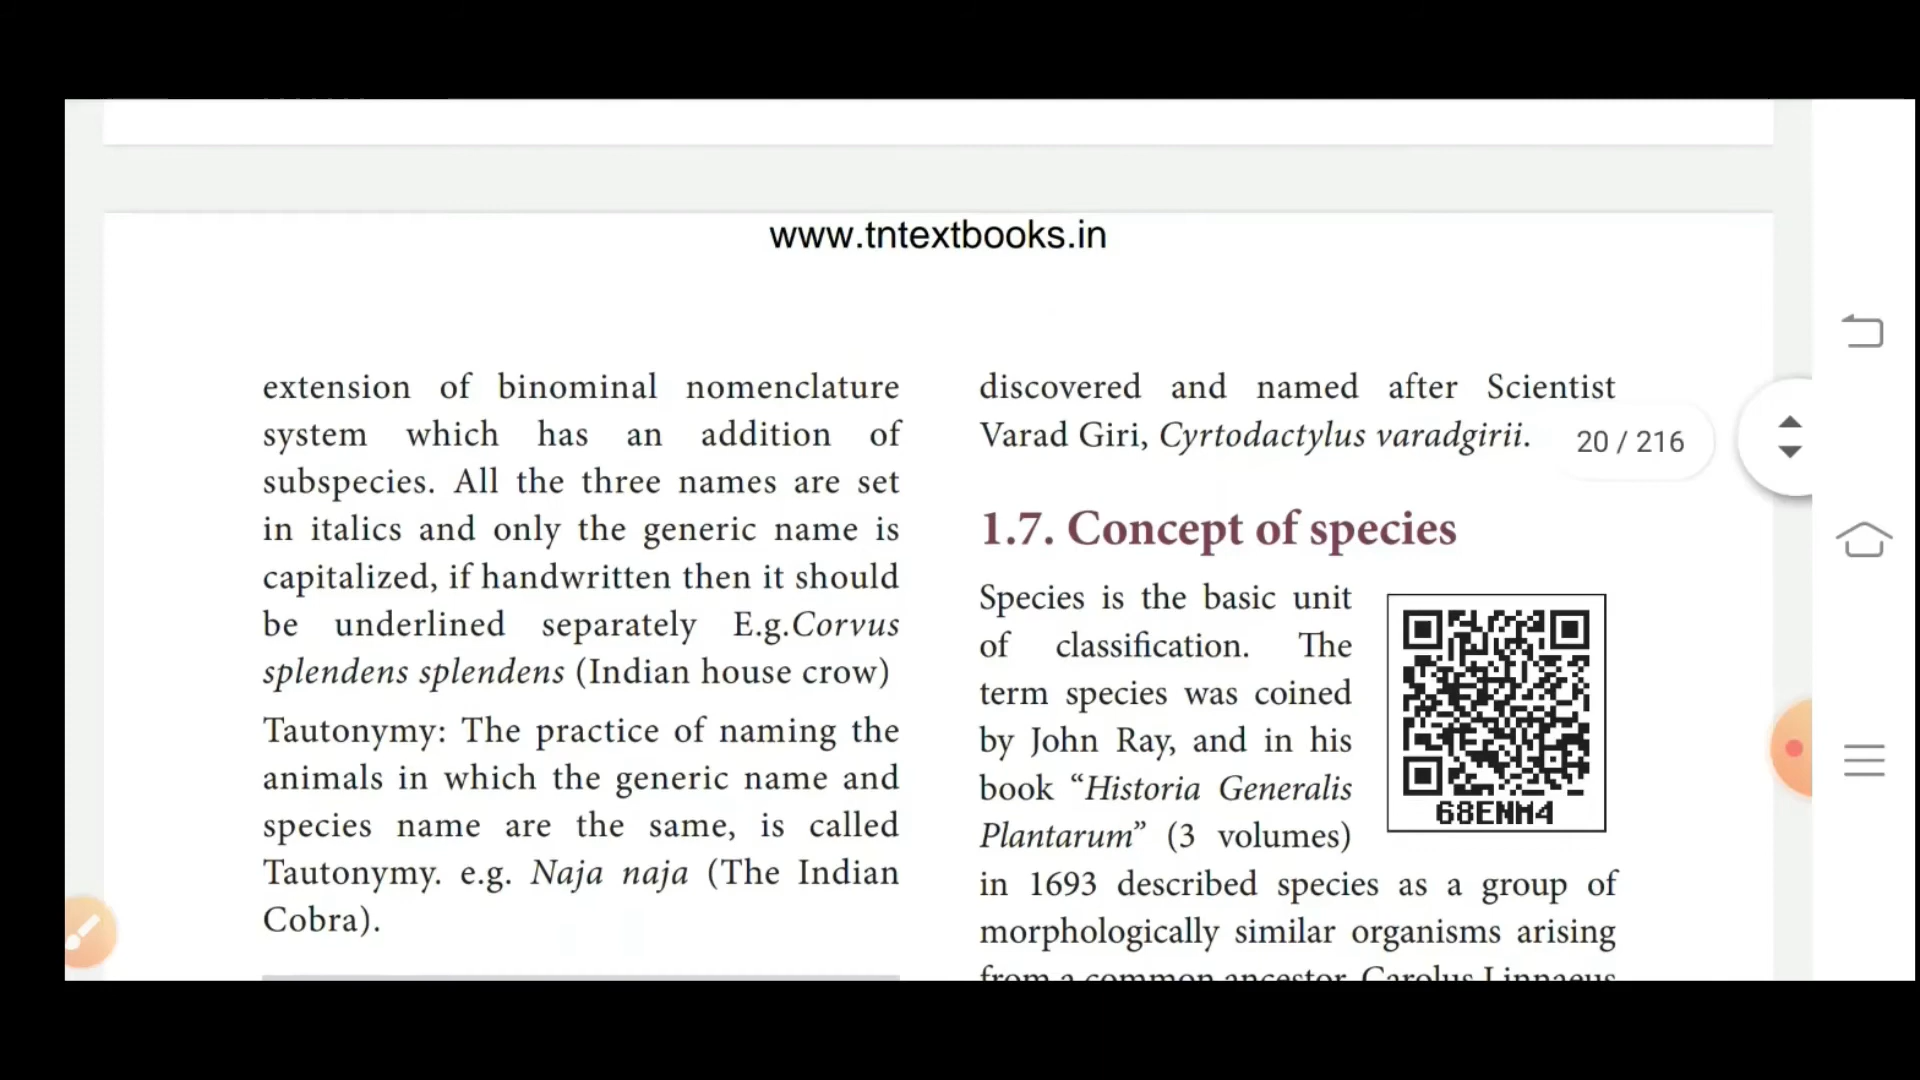 www.tntextbooks.in
extension of binominal nomenclature
system which has an addition of
subspecies. All the three names are set
in italics and only the generic name is
capitalized, if handwritten then it should
be underlined separately E.g.Corvus
splendens splendens (Indian house crow)
Tautonymy: The practice of naming the
animals in which the generic name and
species name are the same, is called
Tautonymy. e.g. Naja naja (The Indian
Cobra).
discovered and named after Scientist
Varad Giri, Cyrtodactylus varadgirii.
20 / 216
1.7. Concept of species
Species is the basic unit
of classification. The
term species was coined
by John Ray, and in his
book “Historia Generalis
Plantarum” (3 volumes)
68ENM4
in 1693 described species as a group of
morphologically similar organisms arising
from a common ancestor. Carolus Linnaeus